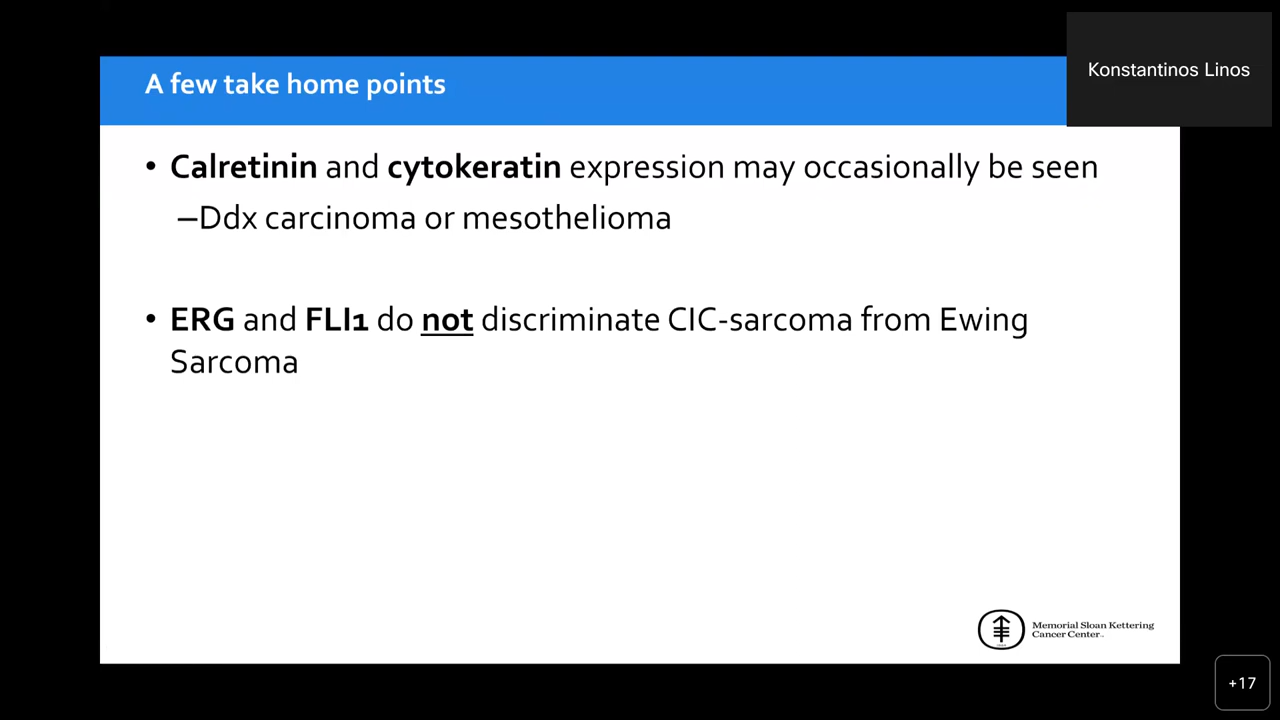 A few take home points
Konstantinos Linos
• Calretinin and cytokeratin expression may occasionally be seen
–Ddx carcinoma or mesothelioma
• ERG and FLI1 do not discriminate CIC-sarcoma from Ewing
Sarcoma
Memorial Sloan Kettering
Cancer Center
+17